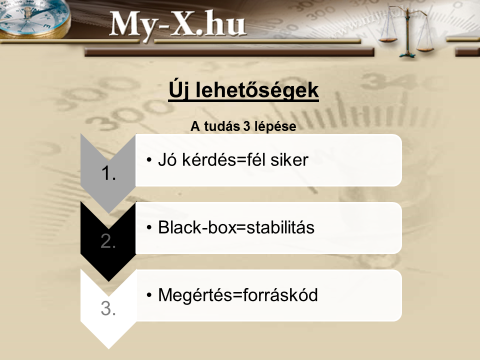 My-X.hu
Új lehetőségek
A tudás 3 lépése
1.
• Jó kérdés=fél siker
2.
• Black-box=stabilitás
3.
• Megértés=forráskód